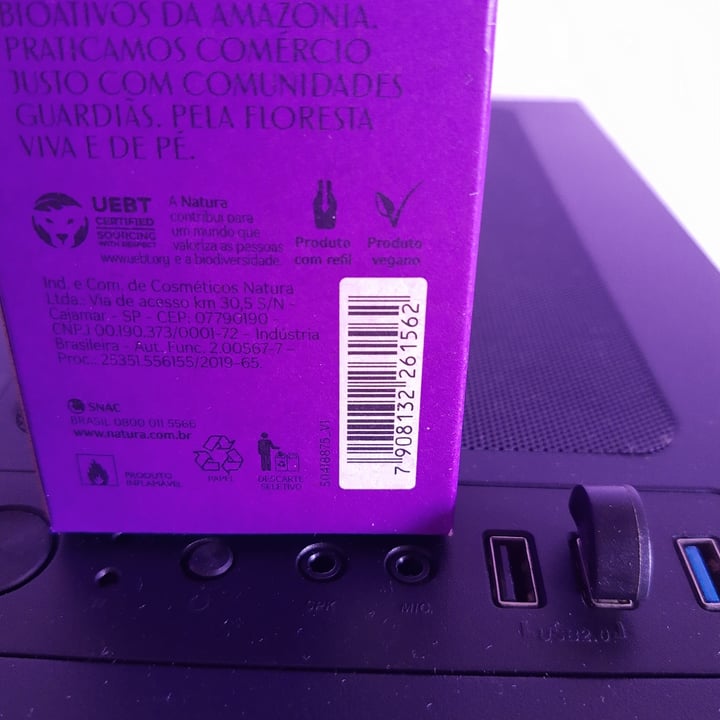 BIOATIVOS DA AMAZÔNIA.
PRATICAMOS COMÉRCIO
JUSTO COM COMUNIDADES
GUARDIÃS. PELA FLORESTA
VIVA E DE PÉ.
UEBT
CERTIFIED
SOURCING
WITH RESPECT
www.uebt.org
A Natura
contribui para
um mundo que
valoriza as pessoas
e a biodiversidade.
Produto
com refil
Produto
vegano
Ind. e Com. de Cosméticos Natura
Ltda.: Via de acesso km 30,5 S/N -
Cajamar - SP - CEP: 07790190 -
CNPJ 00.190.373/0001-72 - Indústria
Brasileira - Aut. Func. 2.00567-7 -
Proc.: 25351.556155/2019-65.
SNAC
BRASIL 0800 011 5566
www.natura.com.br
PRODUTO
INFLAMÁVEL
PAPEL
DESCARTE
SELETIVO
50418875_V1
7 908132 261562
SPK
MIC
USB2.0